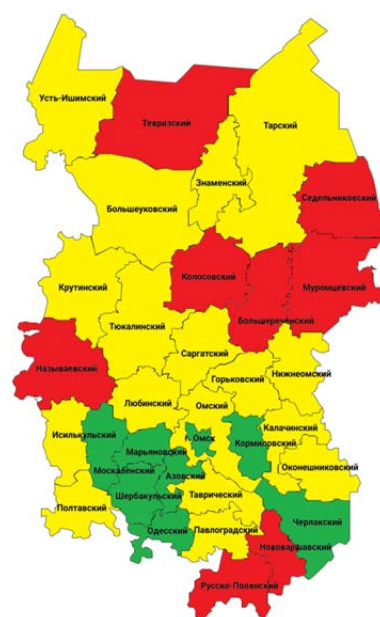 Усть-Ишимский
Тевризский
Тарский
Знаменский
Седельниковский
Большеуковский
Колосовский
Крутинский
Муромцевский
Большереченский
Тюкалинский
Саргатский
Называевский
Горьковский
Нижнеомский
Любинский
Омский
Исилькульский
Марьяновский
г. Омск
Кормиловский
Калачинский
Москаленский
Азовский
Оконешниковский
Шербакульский
Таврический
Полтавский
Одесский
Павлоградский
Черлакский
Нововаршавский
Русско-Поленский